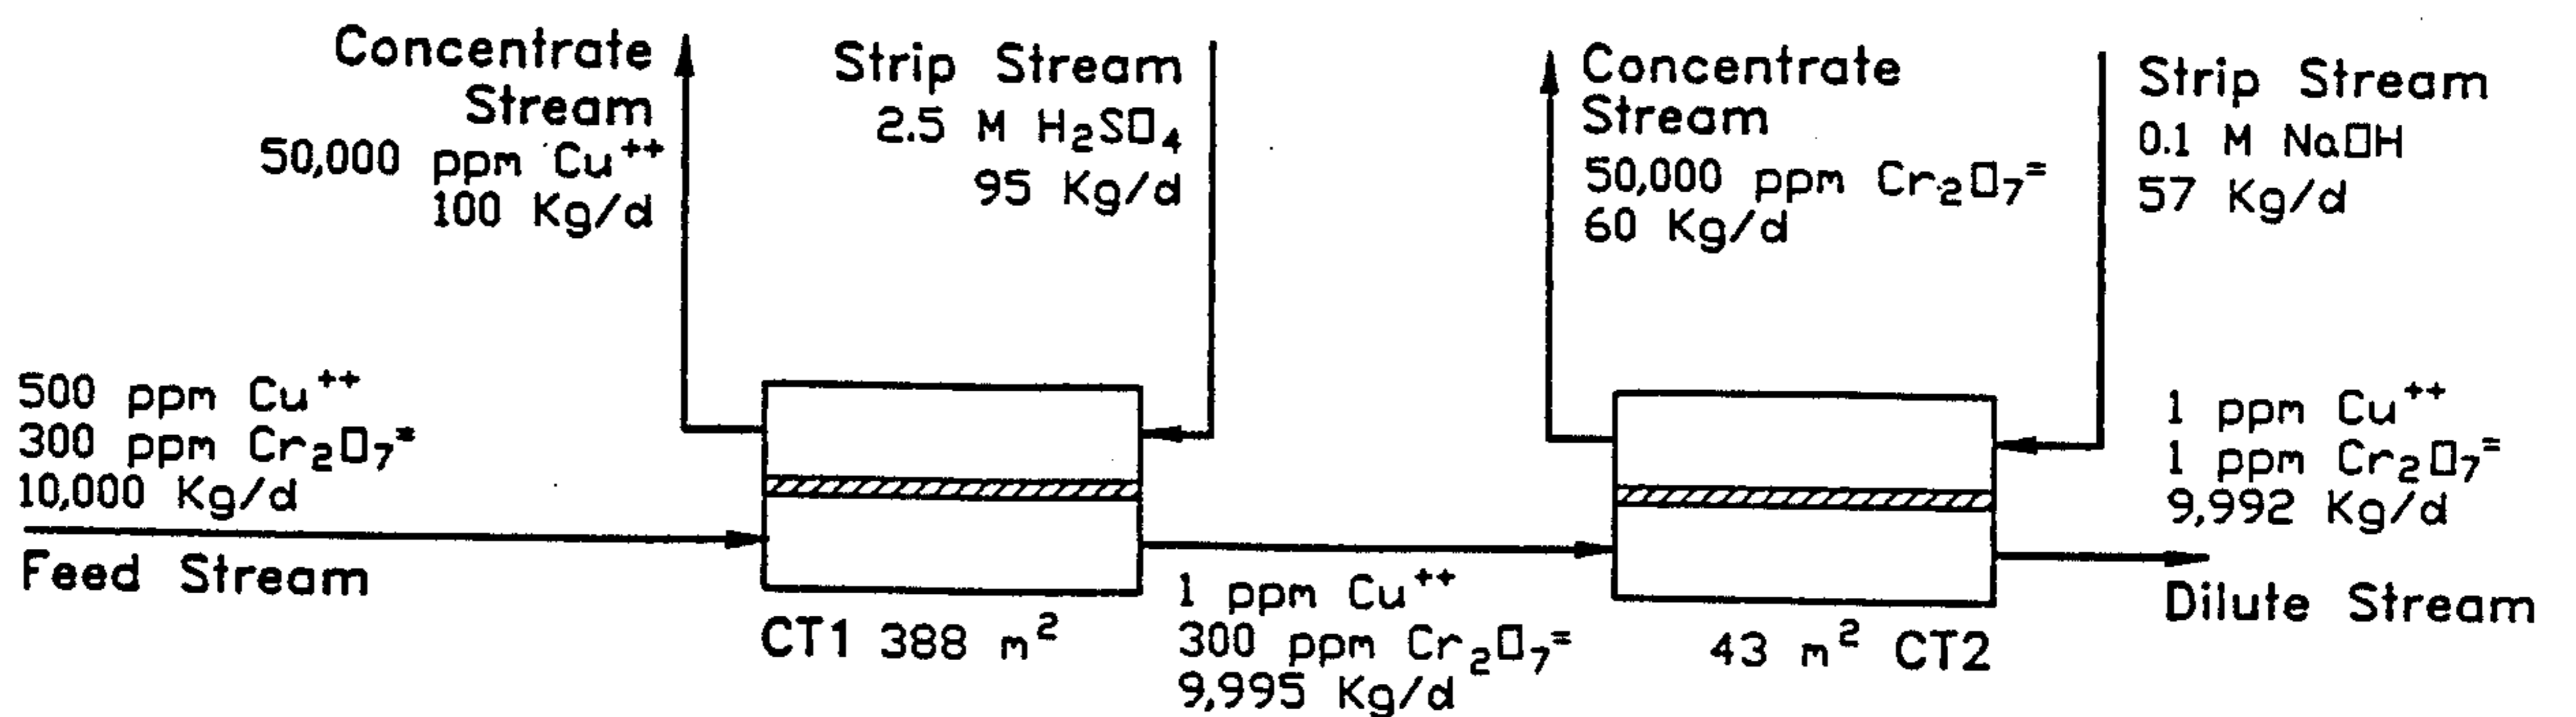 Concentrate
Stream
50,000 ppm Cu⁺⁺
100 Kg/d
Strip Stream
2.5 M H₂SO₄
95 Kg/d
Concentrate
Stream
50,000 ppm Cr₂O₇⁼
60 Kg/d
Strip Stream
0.1 M NaOH
57 Kg/d
500 ppm Cu⁺⁺
300 ppm Cr₂O₇⁼
10,000 Kg/d
Feed Stream
CT1 388 m²
1 ppm Cu⁺⁺
300 ppm Cr₂O₇⁼
9,995 Kg/d
43 m² CT2
1 ppm Cu⁺⁺
1 ppm Cr₂O₇⁼
9,992 Kg/d
Dilute Stream